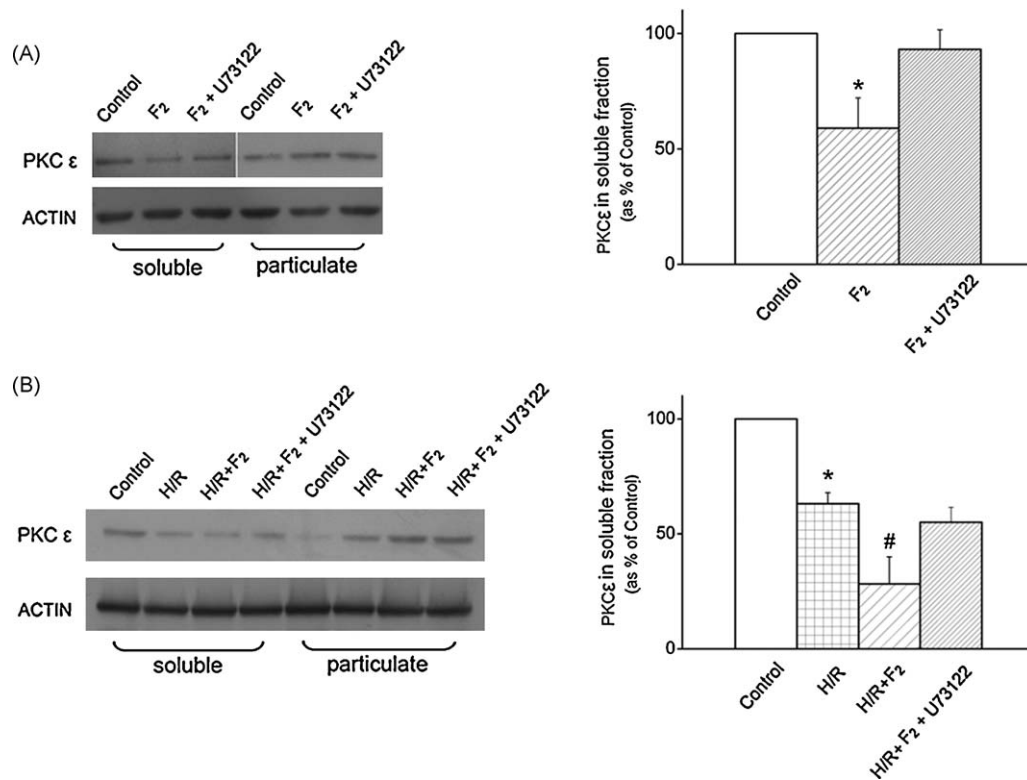 (A)
Control
F₂
F₂ + U73122
Control
F₂
F₂ + U73122
PKC ε
ACTIN
soluble
particulate
PKCε in soluble fraction
(as % of Control)
100
50
0
*
Control
F₂
F₂ + U73122
(B)
Control
H/R
H/R+F₂
H/R+ F₂ + U73122
Control
H/R
H/R+F₂
H/R+ F₂ + U73122
PKC ε
ACTIN
soluble
particulate
PKCε in soluble fraction
(as % of Control)
100
50
0
*
#
Control
H/R
H/R+F₂
H/R+ F₂ + U73122